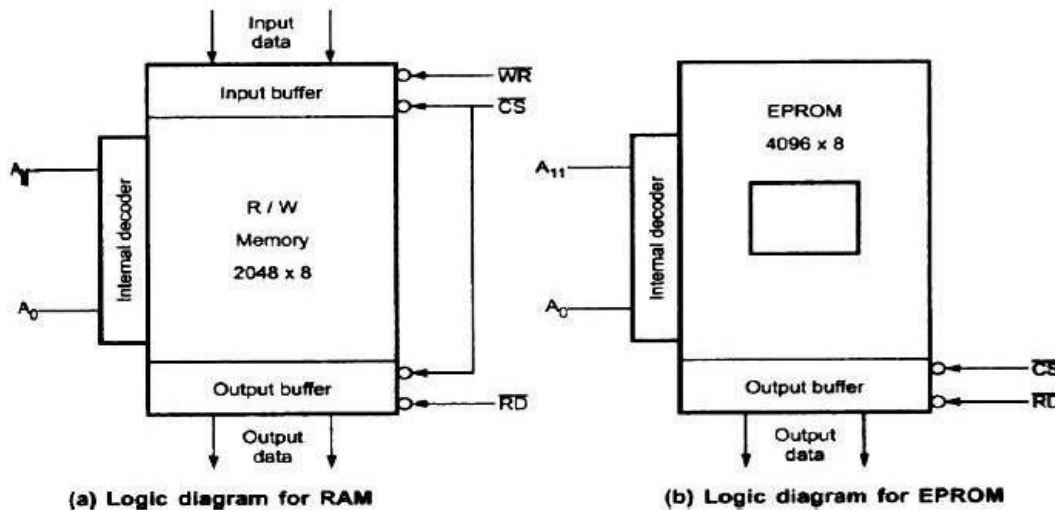 Input
data
Input buffer
WR
CS
Internal decoder
A₀
R / W
Memory
2048 x 8
Output buffer
RD
Output
data
(a) Logic diagram for RAM
EPROM
4096 x 8
A₁₁
Internal decoder
A₀
Output buffer
CS
RD
Output
data
(b) Logic diagram for EPROM